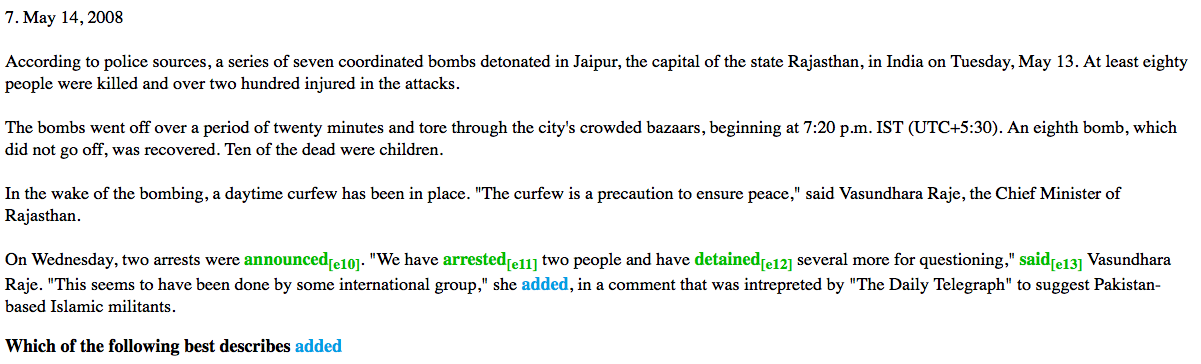 7. May 14, 2008
According to police sources, a series of seven coordinated bombs detonated in Jaipur, the capital of the state Rajasthan, in India on Tuesday, May 13. At least eighty
people were killed and over two hundred injured in the attacks.
The bombs went off over a period of twenty minutes and tore through the city's crowded bazaars, beginning at 7:20 p.m. IST (UTC+5:30). An eighth bomb, which
did not go off, was recovered. Ten of the dead were children.
In the wake of the bombing, a daytime curfew has been in place. "The curfew is a precaution to ensure peace," said Vasundhara Raje, the Chief Minister of
Rajasthan.
On Wednesday, two arrests were announced[e10]. "We have arrested[e11] two people and have detained[e12] several more for questioning," said[e13] Vasundhara
Raje. "This seems to have been done by some international group," she added, in a comment that was intrepreted by "The Daily Telegraph" to suggest Pakistan-
based Islamic militants.
Which of the following best describes added